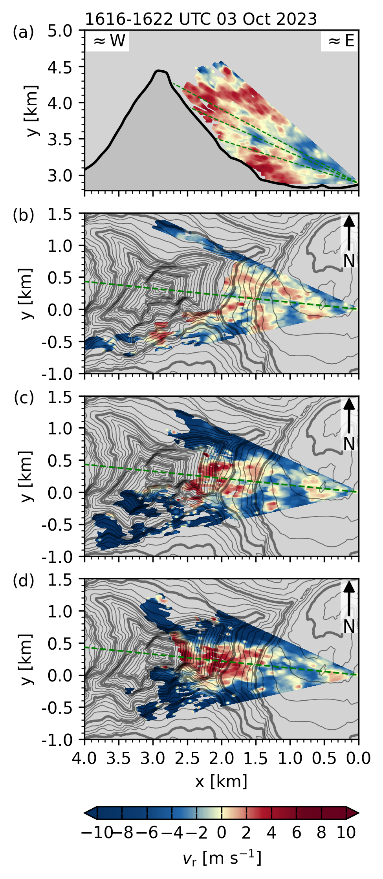 1616-1622 UTC 03 Oct 2023
(a)
5.0
≈ W
≈ E
4.5
4.0
3.5
3.0
y [km]
(b)
1.5
1.0
0.5
0.0
-0.5
-1.0
y [km]
N
(c)
1.5
1.0
0.5
0.0
-0.5
-1.0
y [km]
N
(d)
1.5
1.0
0.5
0.0
-0.5
-1.0
y [km]
N
4.0 3.5 3.0 2.5 2.0 1.5 1.0 0.5 0.0
x [km]
−10 −8 −6 −4 −2 0 2 4 6 8 10
vr [m s−1]